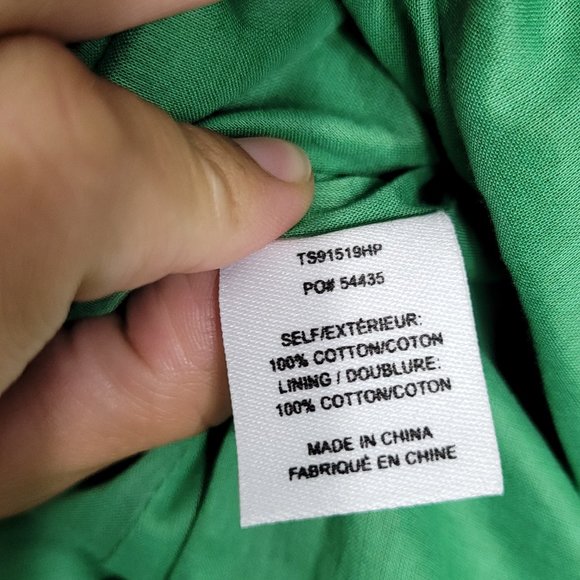 TS91519HP
PO# 54435
SELF/EXTÉRIEUR:
100% COTTON/COTON
LINING / DOUBLURE:
100% COTTON/COTON
MADE IN CHINA
FABRIQUÉ EN CHINE